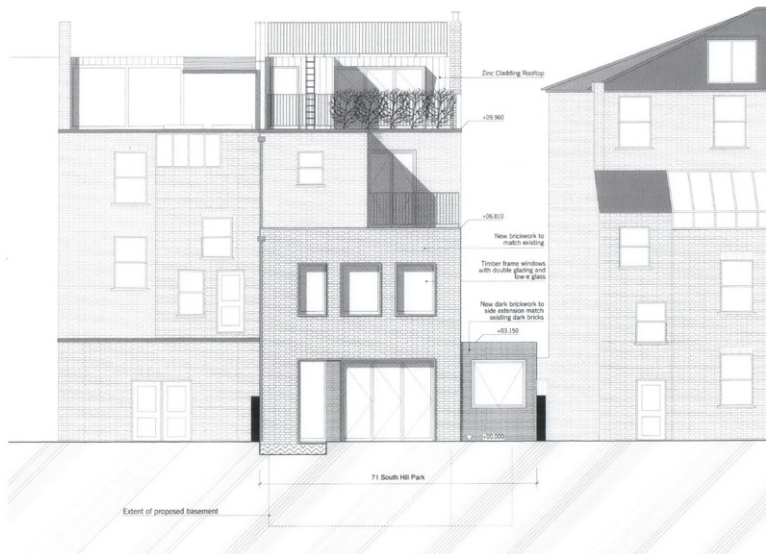 Zinc Cladding Rooftop
+09.960
+06.810
New brickwork to
match existing
Timber frame windows
with double glazing and
low-e glass
New dark brickwork to
side extension match
existing dark bricks
+03.150
+00.000
71 South Hill Park
Extent of proposed basement